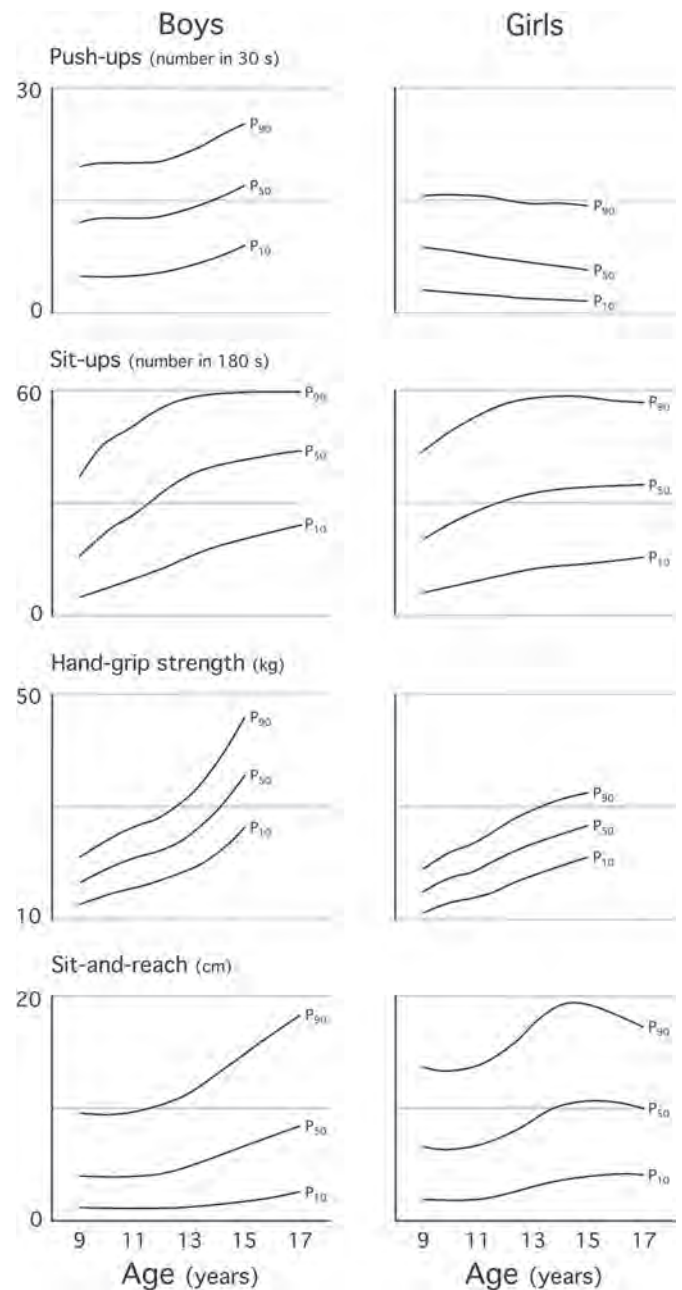 Boys Girls
Push-ups (number in 30 s)
30
P90
P50
P10
0
P90
P50
P10
Sit-ups (number in 180 s)
60
P90
P50
P10
0
P90
P50
P10
Hand-grip strength (kg)
50
P90
P50
P10
10
P90
P50
P10
Sit-and-reach (cm)
20
P90
P50
P10
0
P90
P50
P10
9 11 13 15 17 9 11 13 15 17
Age (years) Age (years)